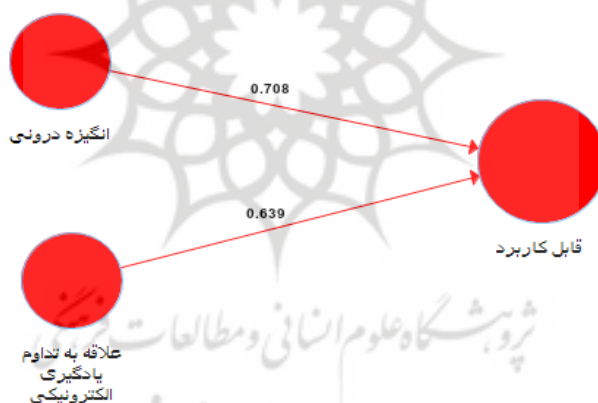 0.708
انگیزه درونی
0.639
قابل کاربرد
علاقه به تداوم
یادگیری
الکترونیکی
پژوهشگاه علوم انسانی و مطالعات فرهنگی